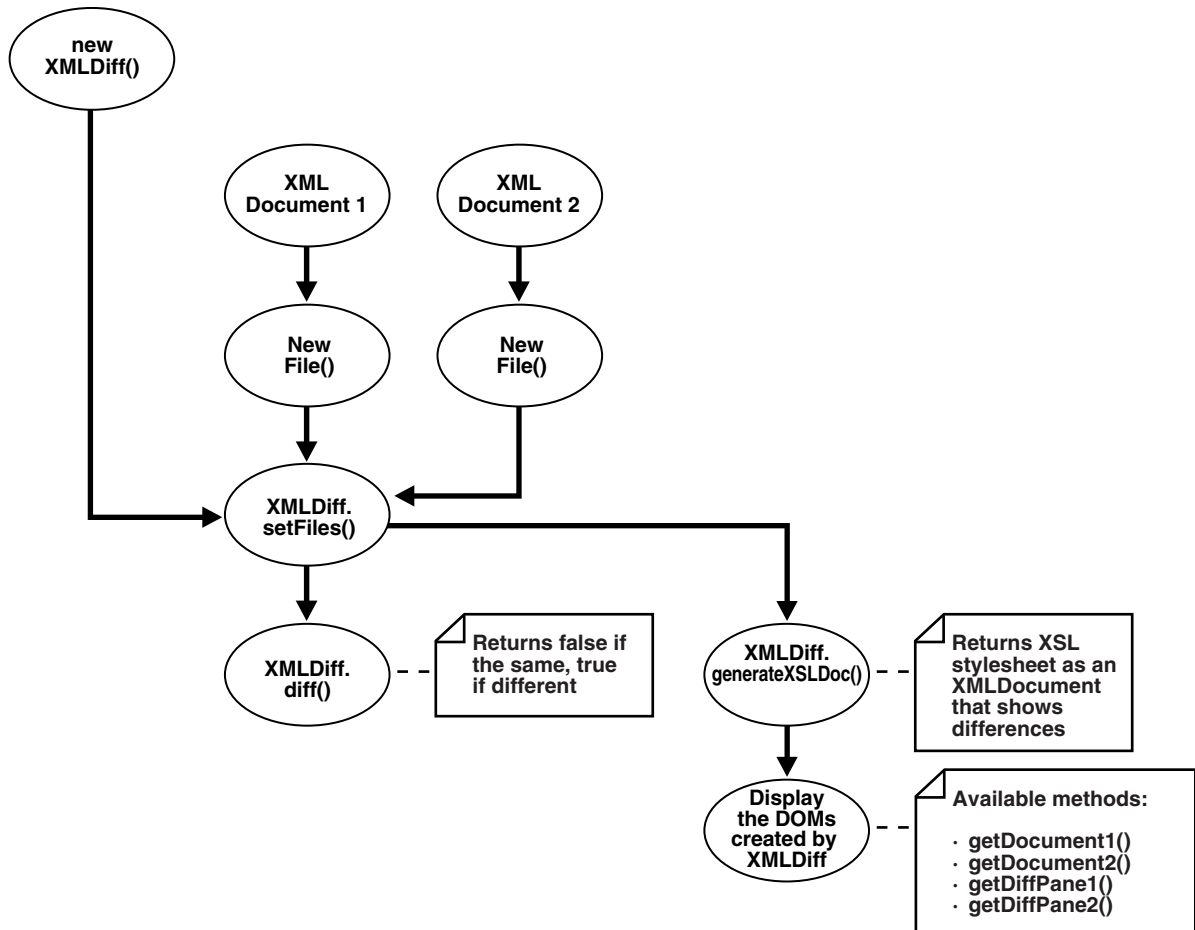 new
XMLDiff()
XML
Document 1
XML
Document 2
New
File()
New
File()
XMLDiff.
setFiles()
XMLDiff.
diff()
Returns false if
the same, true
if different
XMLDiff.
generateXSLDoc()
Returns XSL
stylesheet as an
XMLDocument
that shows
differences
Display
the DOMs
created by
XMLDiff
Available methods:
· getDocument1()
· getDocument2()
· getDiffPane1()
· getDiffPane2()